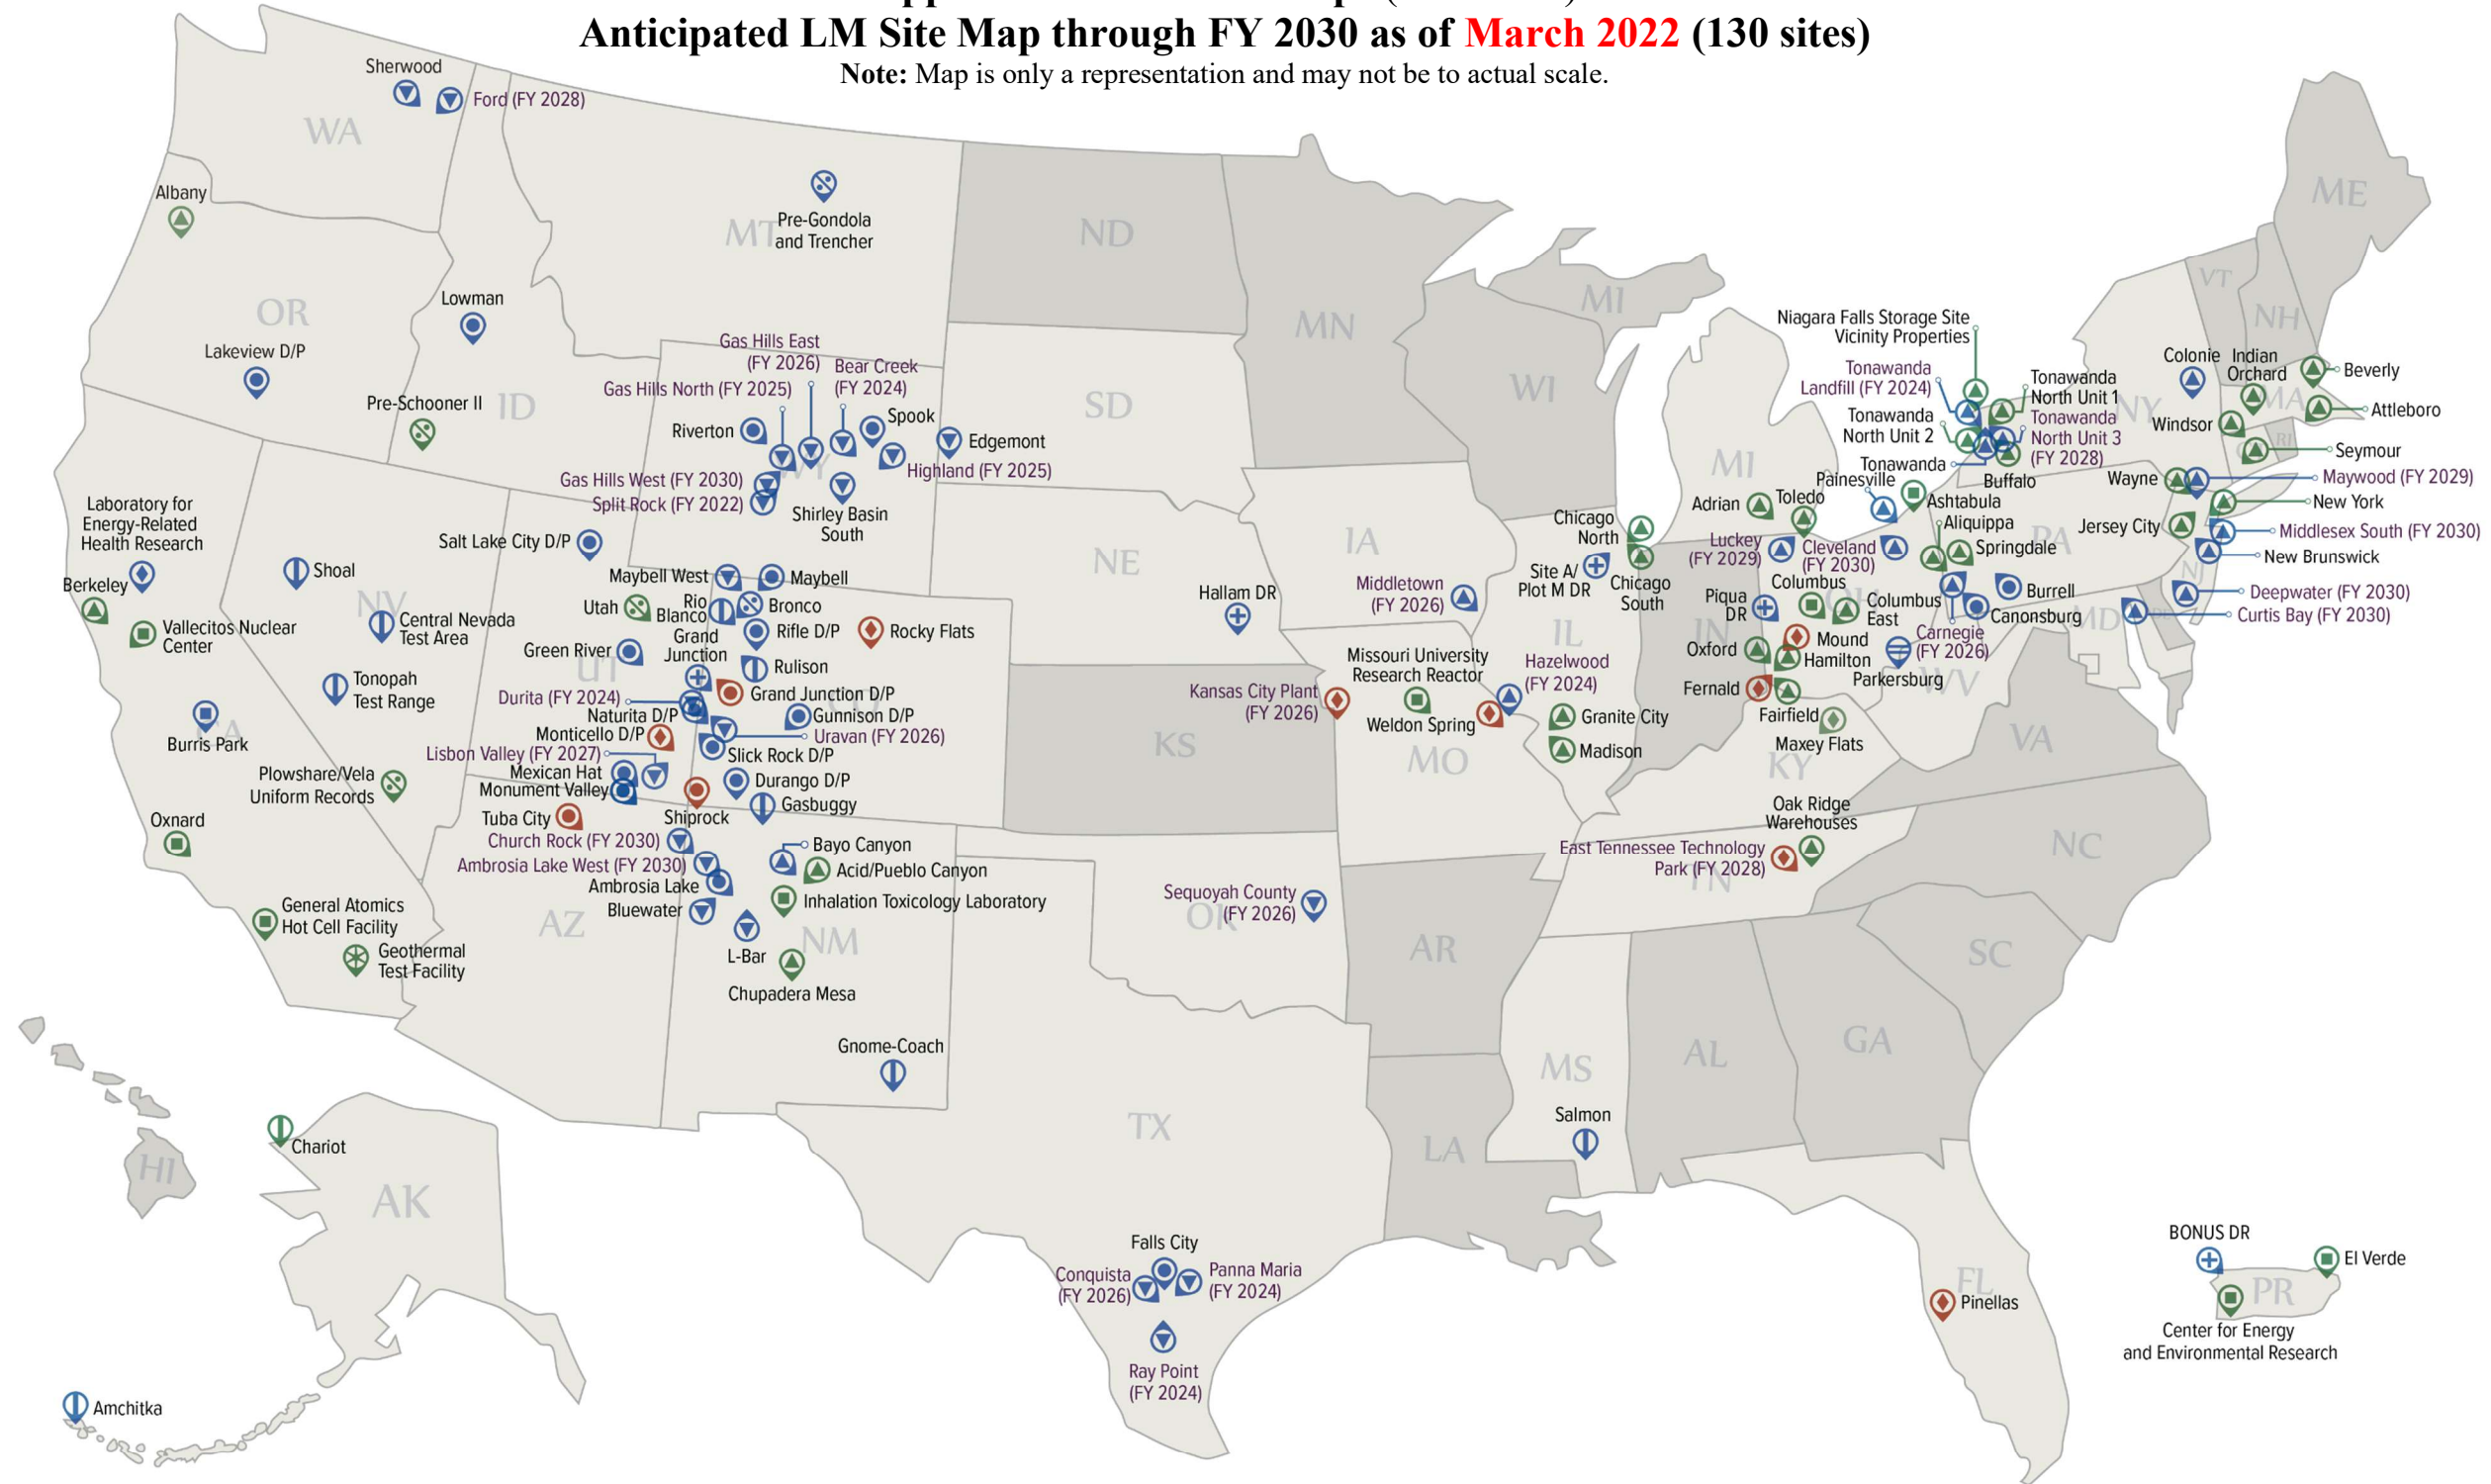 Anticipated LM Site Map through FY 2030 as of March 2022 (130 sites)
Note: Map is only a representation and may not be to actual scale.
Sherwood
Ford (FY 2028)
WA
Albany
OR
Lakeview D/P
Lowman
Pre-Schooner II
ID
MT
Pre-Gondola
and Trencher
ND
MN
SD
WI
MI
MI
NE
IA
KS
IL
IN
MO
Gas Hills East
(FY 2026)
Bear Creek
(FY 2024)
Gas Hills North (FY 2025)
Spook
Riverton
Edgemont
Highland (FY 2025)
WY
Gas Hills West (FY 2030)
Split Rock (FY 2022)
Shirley Basin
South
Laboratory for
Energy-Related
Health Research
Berkeley
Vallecitos Nuclear
Center
CA
Burris Park
Oxnard
General Atomics
Hot Cell Facility
Geothermal
Test Facility
Shoal
NV
Central Nevada
Test Area
Tonopah
Test Range
Plowshare/Vela
Uniform Records
Salt Lake City D/P
Maybell West
Maybell
Utah
Rio
Blanco
Bronco
Rifle D/P
Rocky Flats
Green River
UT
Grand
Junction
Rulison
Grand Junction D/P
CO
Durita (FY 2024)
Naturita D/P
Gunnison D/P
Monticello D/P
Uravan (FY 2026)
Lisbon Valley (FY 2027)
Slick Rock D/P
Mexican Hat
Durango D/P
Monument Valley
Gasbuggy
Tuba City
Shiprock
Church Rock (FY 2030)
Bayo Canyon
Ambrosia Lake West (FY 2030)
Acid/Pueblo Canyon
Ambrosia Lake
Inhalation Toxicology Laboratory
Bluewater
AZ
L-Bar
NM
Chupadera Mesa
Gnome-Coach
Hallam DR
Middletown
(FY 2026)
Kansas City Plant
(FY 2026)
Missouri University
Research Reactor
Weldon Spring
Hazelwood
(FY 2024)
Granite City
Madison
Chicago
North
Site A/
Plot M DR
Chicago
South
Sequoyah County
(FY 2026)
OK
AR
TX
LA
MS
Salmon
AL
GA
SC
NC
VA
Falls City
Conquista
(FY 2026)
Panna Maria
(FY 2024)
Ray Point
(FY 2024)
Niagara Falls Storage Site
Vicinity Properties
Tonawanda
Landfill (FY 2024)
Tonawanda
North Unit 1
Tonawanda
North Unit 2
Tonawanda
North Unit 3
(FY 2028)
Tonawanda
Buffalo
Painesville
Ashtabula
Adrian
Toledo
Aliquippa
Springdale
PA
Luckey
(FY 2029)
Cleveland
(FY 2030)
Columbus
OH
Columbus
East
Burrell
Canonsburg
Piqua
DR
Mound
Carnegie
(FY 2026)
Oxford
Hamilton
Parkersburg
WV
Fernald
Fairfield
Maxey Flats
KY
Oak Ridge
Warehouses
East Tennessee Technology
Park (FY 2028)
TN
ME
VT
NH
NY
Colonie
Indian
Orchard
Beverly
MA
Attleboro
Windsor
RI
Seymour
Wayne
Maywood (FY 2029)
New York
Jersey City
Middlesex South (FY 2030)
New Brunswick
NJ
Deepwater (FY 2030)
Curtis Bay (FY 2030)
MD
DE
HI
Chariot
AK
Amchitka
FL
Pinellas
BONUS DR
El Verde
PR
Center for Energy
and Environmental Research